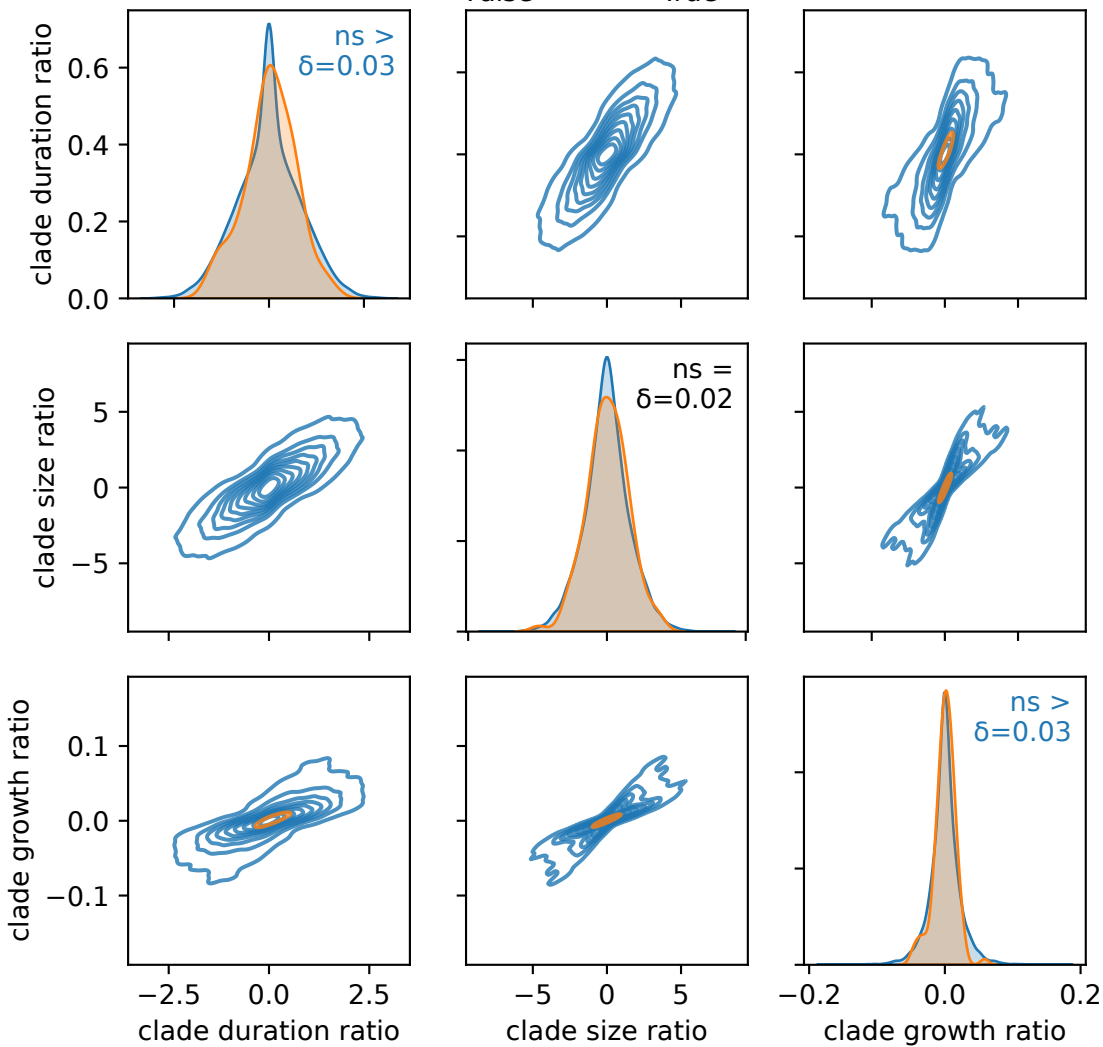 True
clade duration ratio
0.6
0.4
0.2
0.0
ns >
δ=0.03
clade size ratio
5
0
−5
ns =
δ=0.02
clade growth ratio
0.1
0.0
−0.1
ns >
δ=0.03
−2.5 0.0 2.5
−5 0 5
−0.2 0.0 0.2
clade duration ratio
clade size ratio
clade growth ratio